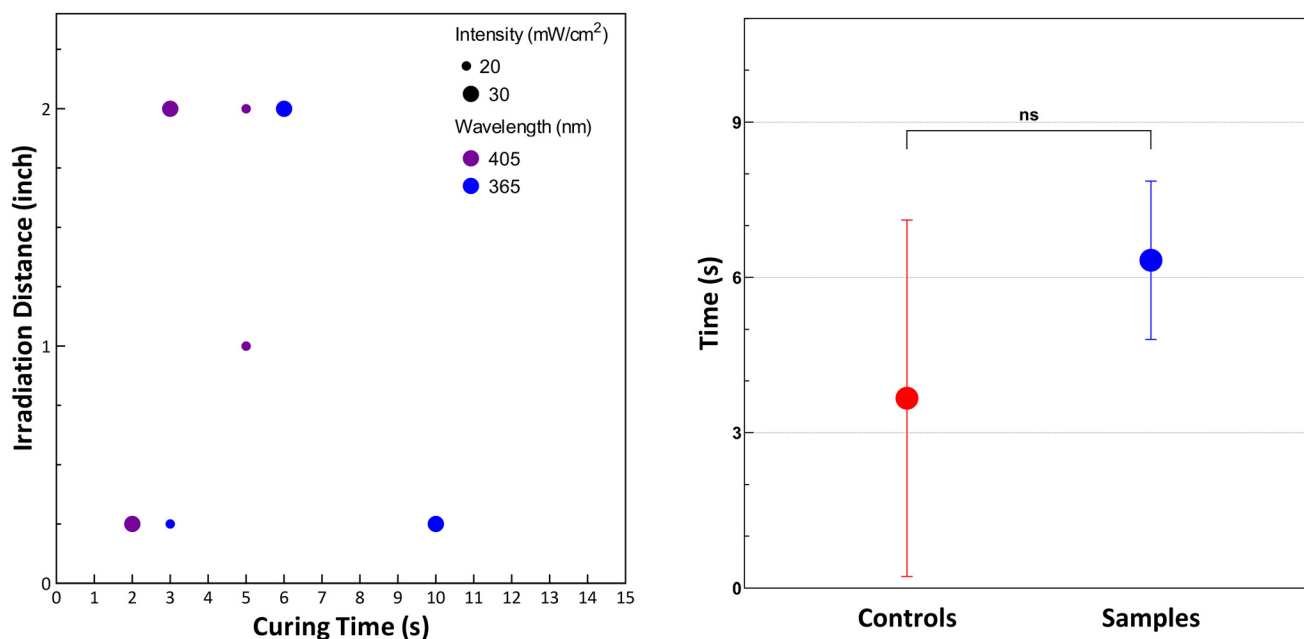 Intensity (mW/cm²)
20
30
Wavelength (nm)
405
365
Irradiation Distance (inch)
2
1
0
0 1 2 3 4 5 6 7 8 9 10 11 12 13 14 15
Curing Time (s)
ns
Time (s)
9
6
3
0
Controls Samples